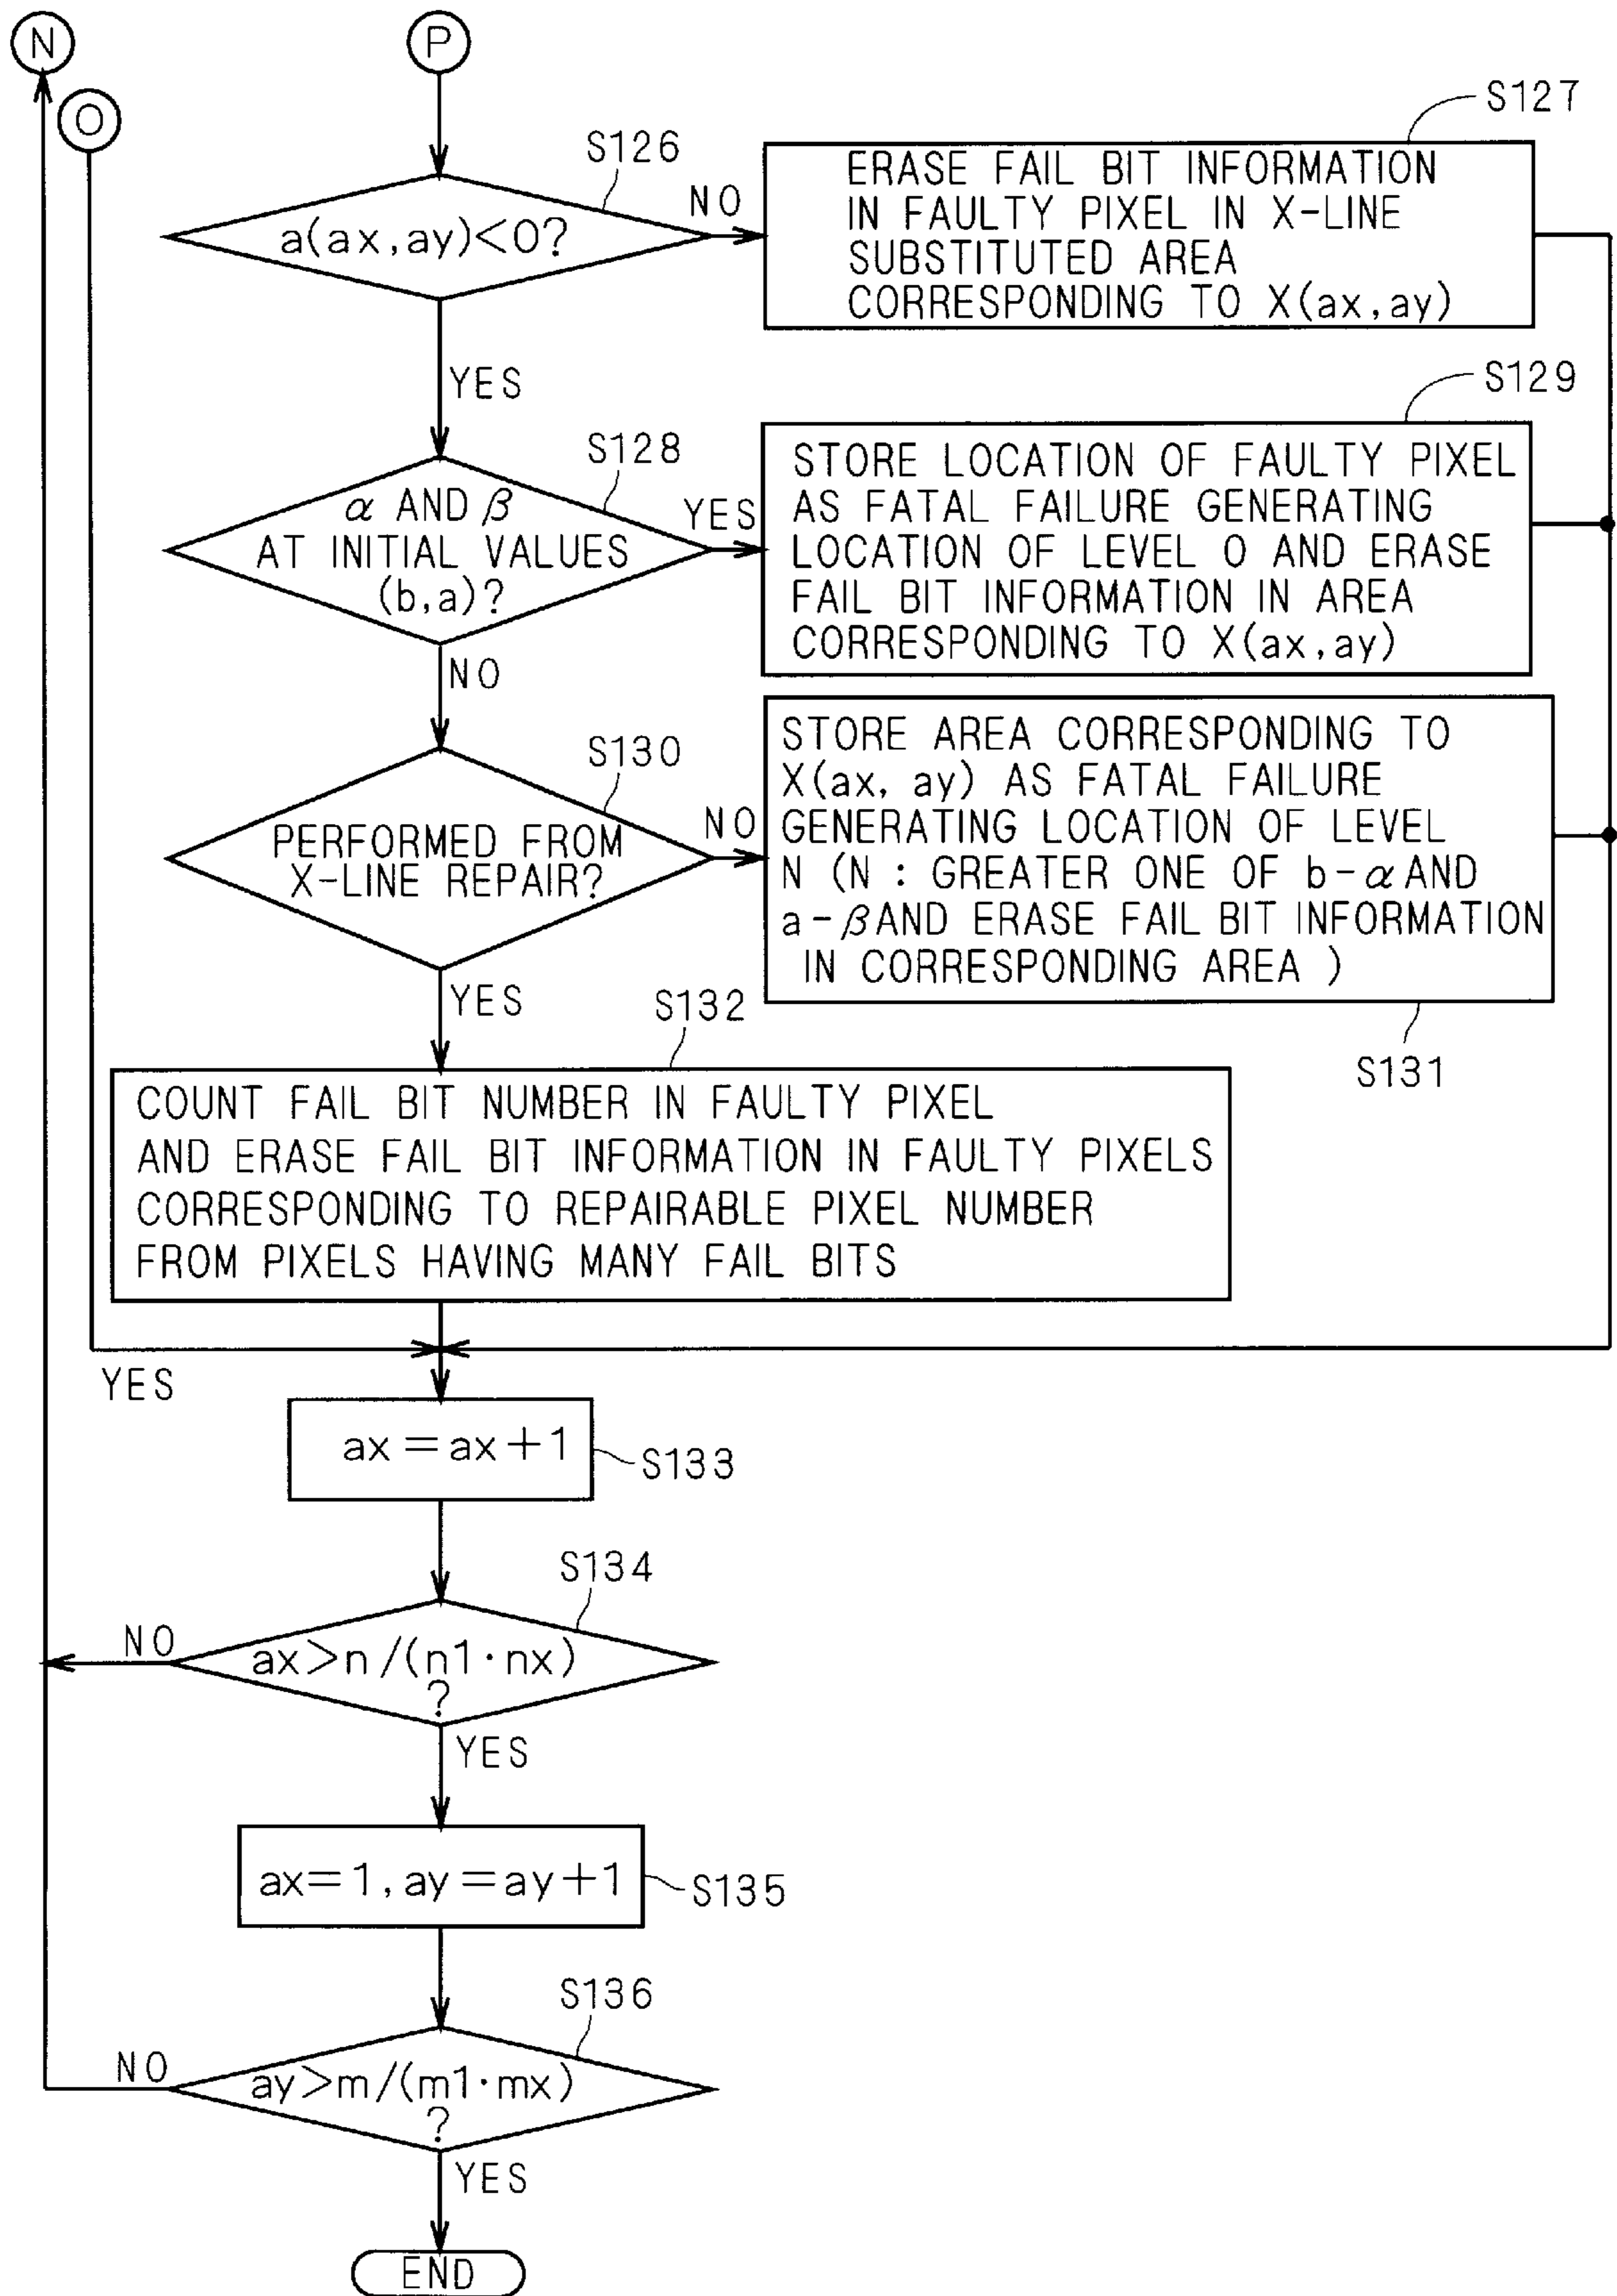 N
P
O
S126
a(ax,ay)<0?
NO
S127
ERASE FAIL BIT INFORMATION
IN FAULTY PIXEL IN X-LINE
SUBSTITUTED AREA
CORRESPONDING TO X(ax,ay)
YES
S128
α AND β
AT INITIAL VALUES
(b,a)?
YES
S129
STORE LOCATION OF FAULTY PIXEL
AS FATAL FAILURE GENERATING
LOCATION OF LEVEL 0 AND ERASE
FAIL BIT INFORMATION IN AREA
CORRESPONDING TO X(ax,ay)
NO
S130
PERFORMED FROM
X-LINE REPAIR?
NO
STORE AREA CORRESPONDING TO
X(ax, ay) AS FATAL FAILURE
GENERATING LOCATION OF LEVEL
N (N : GREATER ONE OF b-α AND
a-β AND ERASE FAIL BIT INFORMATION
IN CORRESPONDING AREA )
S131
YES
S132
COUNT FAIL BIT NUMBER IN FAULTY PIXEL
AND ERASE FAIL BIT INFORMATION IN FAULTY PIXELS
CORRESPONDING TO REPAIRABLE PIXEL NUMBER
FROM PIXELS HAVING MANY FAIL BITS
YES
ax=ax+1
S133
S134
NO
ax>n/(n1·nx)
?
YES
ax=1,ay=ay+1
S135
S136
NO
ay>m/(m1·mx)
?
YES
END